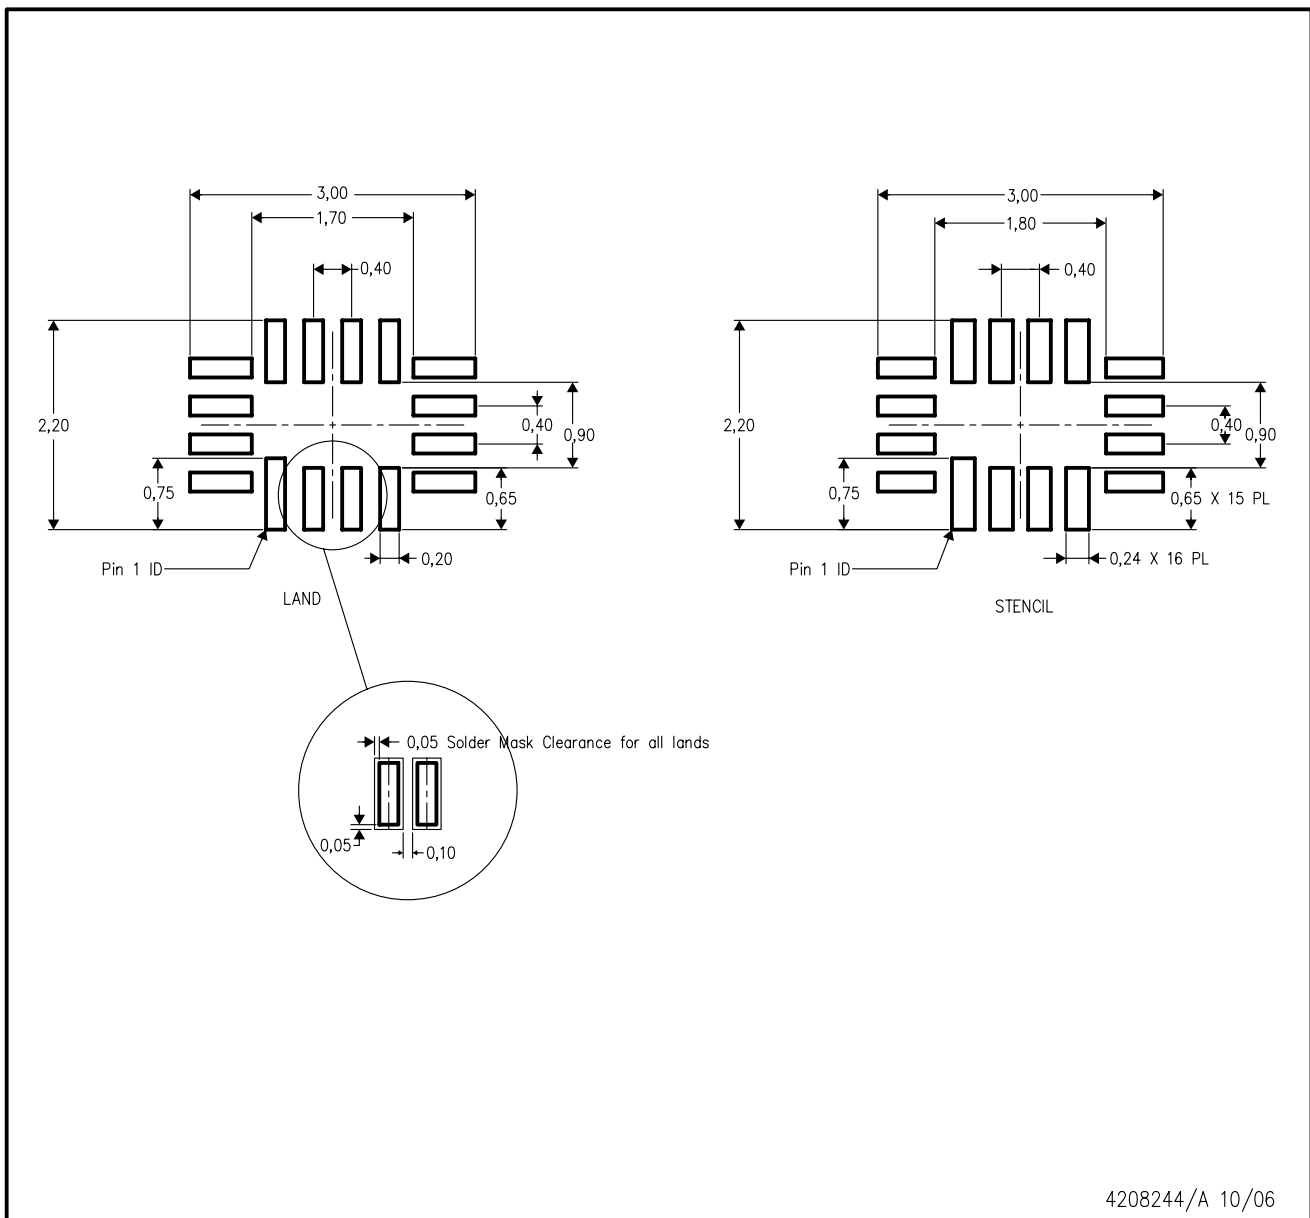 3,00
1,70
0,40
2,20
0,40
0,90
0,75
0,65
0,20
Pin 1 ID
LAND
3,00
1,80
0,40
2,20
0,40
0,90
0,75
0,65 X 15 PL
0,24 X 16 PL
Pin 1 ID
STENCIL
0,05 Solder Mask Clearance for all lands
0,05
0,10
4208244/A 10/06